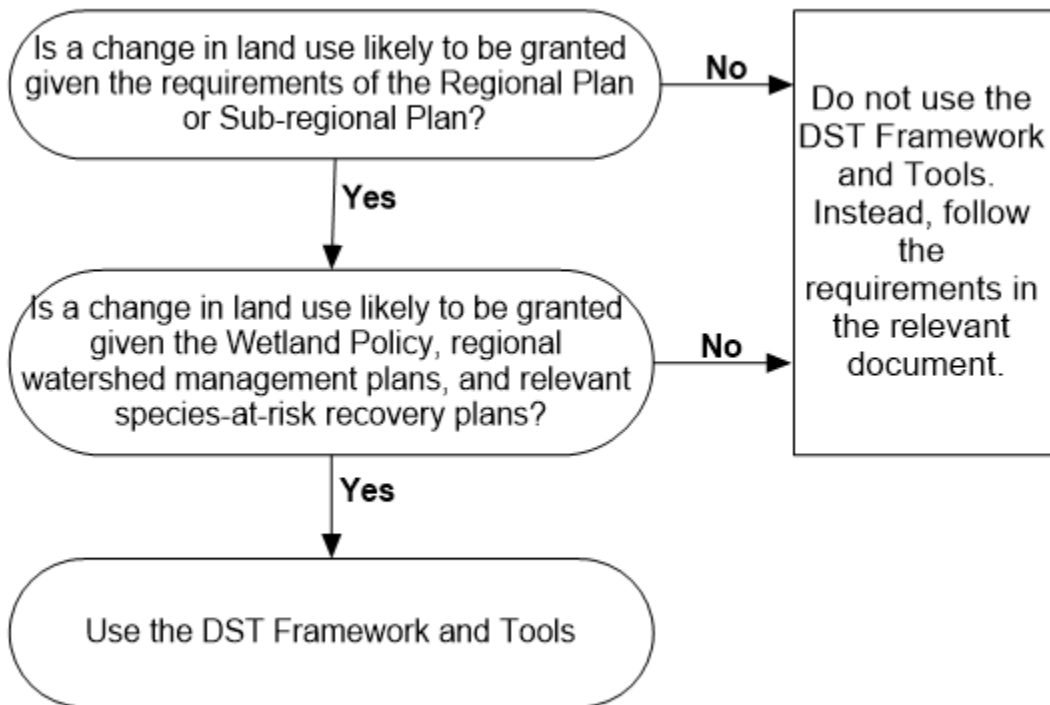 Is a change in land use likely to be granted
given the requirements of the Regional Plan
or Sub-regional Plan?
No
Do not use the
DST Framework
and Tools.
Instead, follow
the
requirements in
the relevant
document.
Yes
Is a change in land use likely to be granted
given the Wetland Policy, regional
watershed management plans, and relevant
species-at-risk recovery plans?
No
Yes
Use the DST Framework and Tools